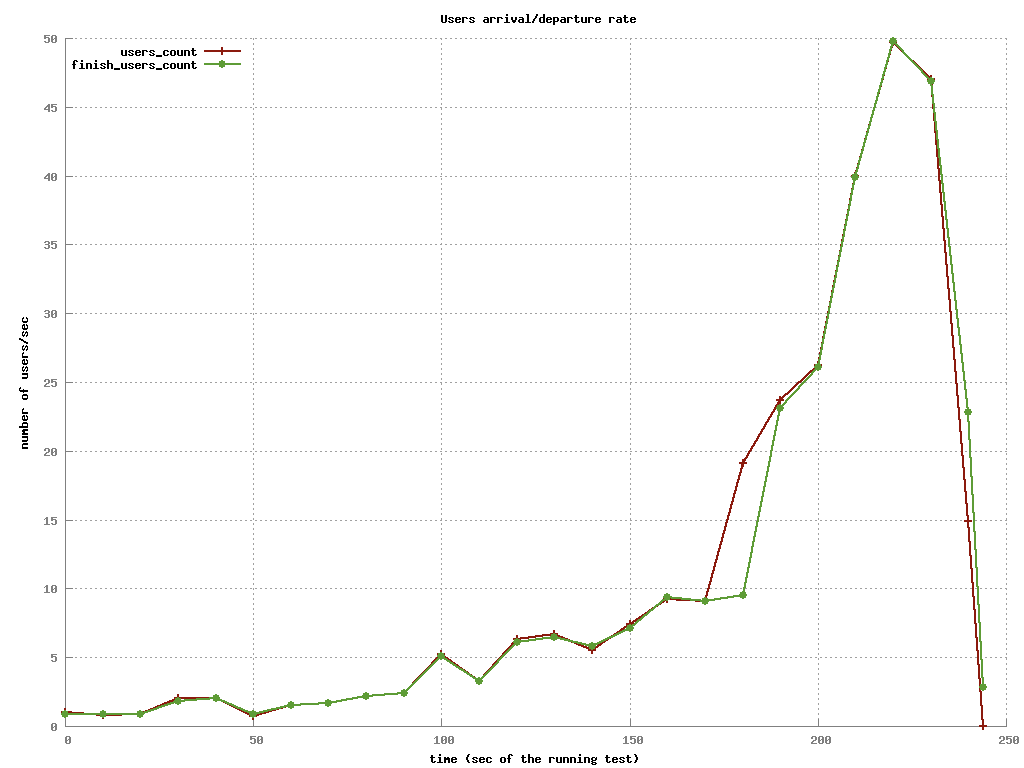 Users arrival/departure rate
users_count
finish_users_count
50
45
40
35
30
25
20
15
10
5
0
number of users/sec
0 50 100 150 200 250
time (sec of the running test)